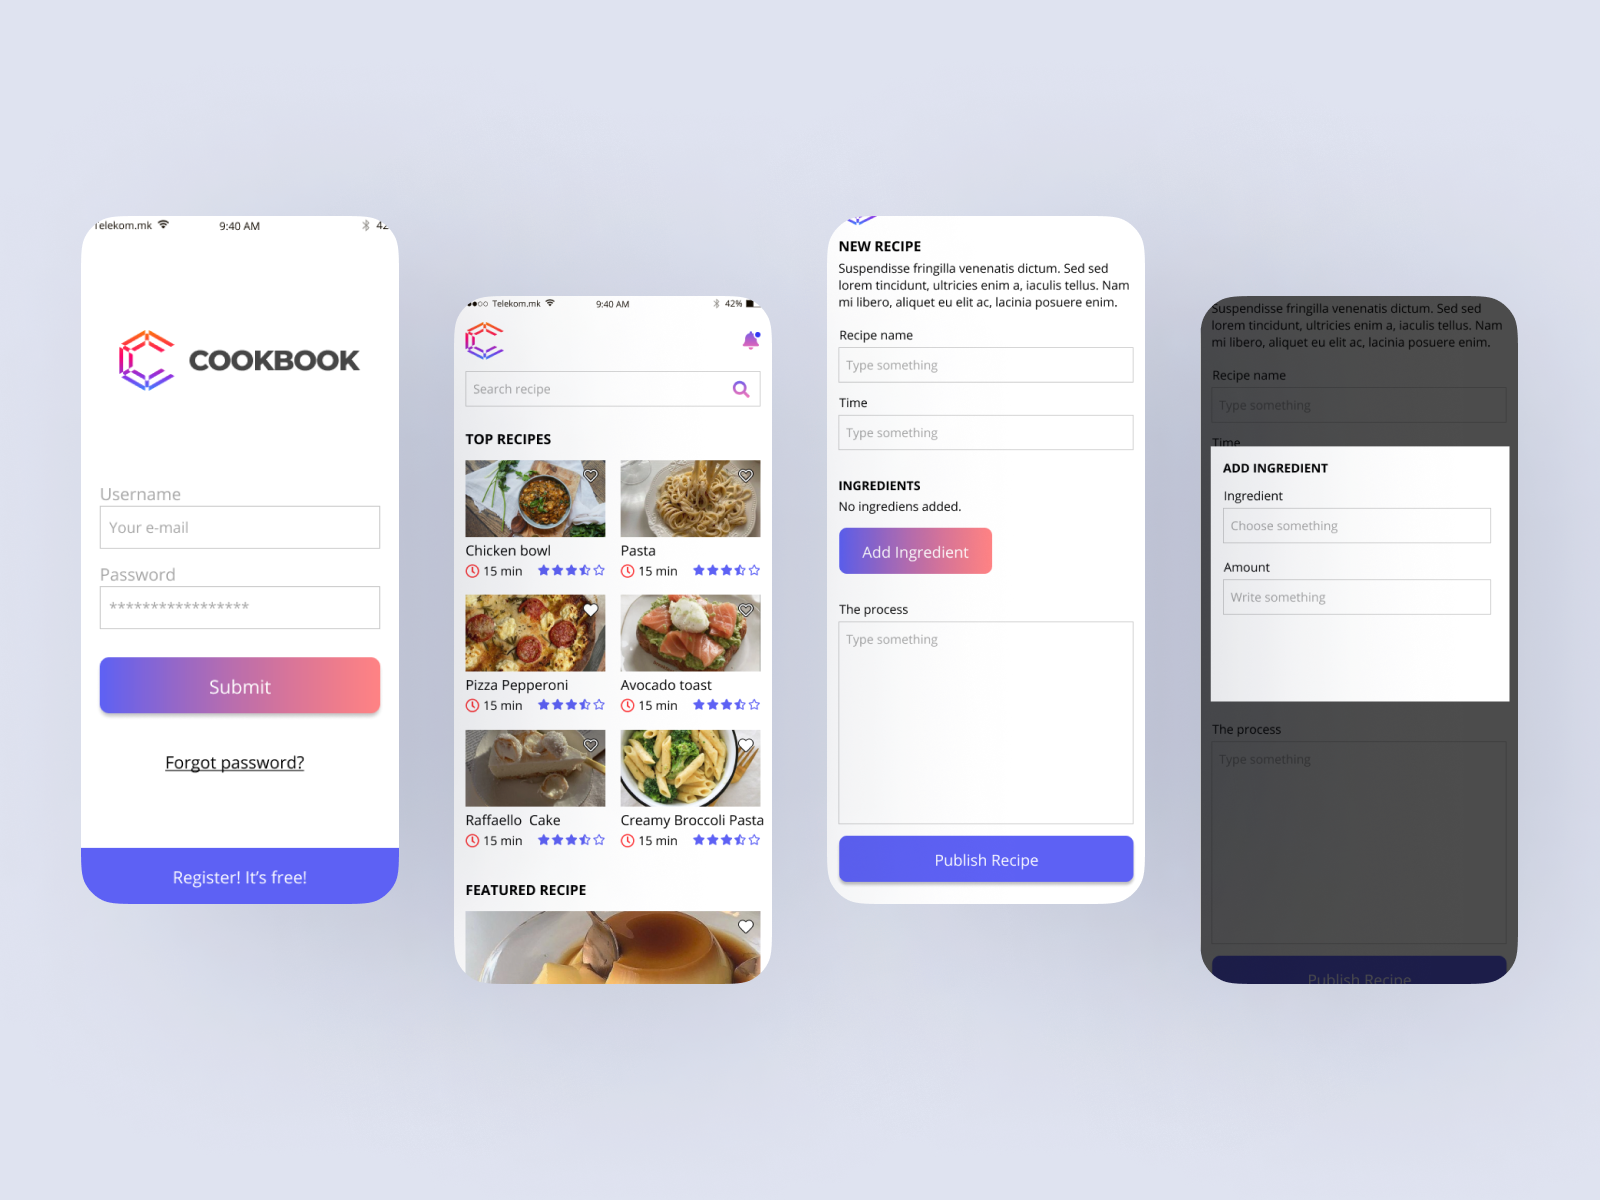 Telekom.mk
9:40 AM
42
COOKBOOK
Username
Your e-mail
Password
*****************
Submit
Forgot password?
Register! It's free!
Telekom.mk
9:40 AM
42%
Search recipe
TOP RECIPES
Chicken bowl
15 min
Pasta
15 min
Pizza Pepperoni
15 min
Avocado toast
15 min
Raffaello Cake
15 min
Creamy Broccoli Pasta
15 min
FEATURED RECIPE
NEW RECIPE
Suspendisse fringilla venenatis dictum. Sed sed
lorem tincidunt, ultricies enim a, iaculis tellus. Nam
mi libero, aliquet eu elit ac, lacinia posuere enim.
Recipe name
Type something
Time
Type something
INGREDIENTS
No ingrediens added.
Add Ingredient
The process
Type something
Publish Recipe
Suspendisse fringilla venenatis dictum. Sed sed
lorem tincidunt, ultricies enim a, iaculis tellus. Nam
mi libero, aliquet eu elit ac, lacinia posuere enim.
Recipe name
Type something
Time
ADD INGREDIENT
Ingredient
Choose something
Amount
Write something
The process
Type something
Publish Recipe